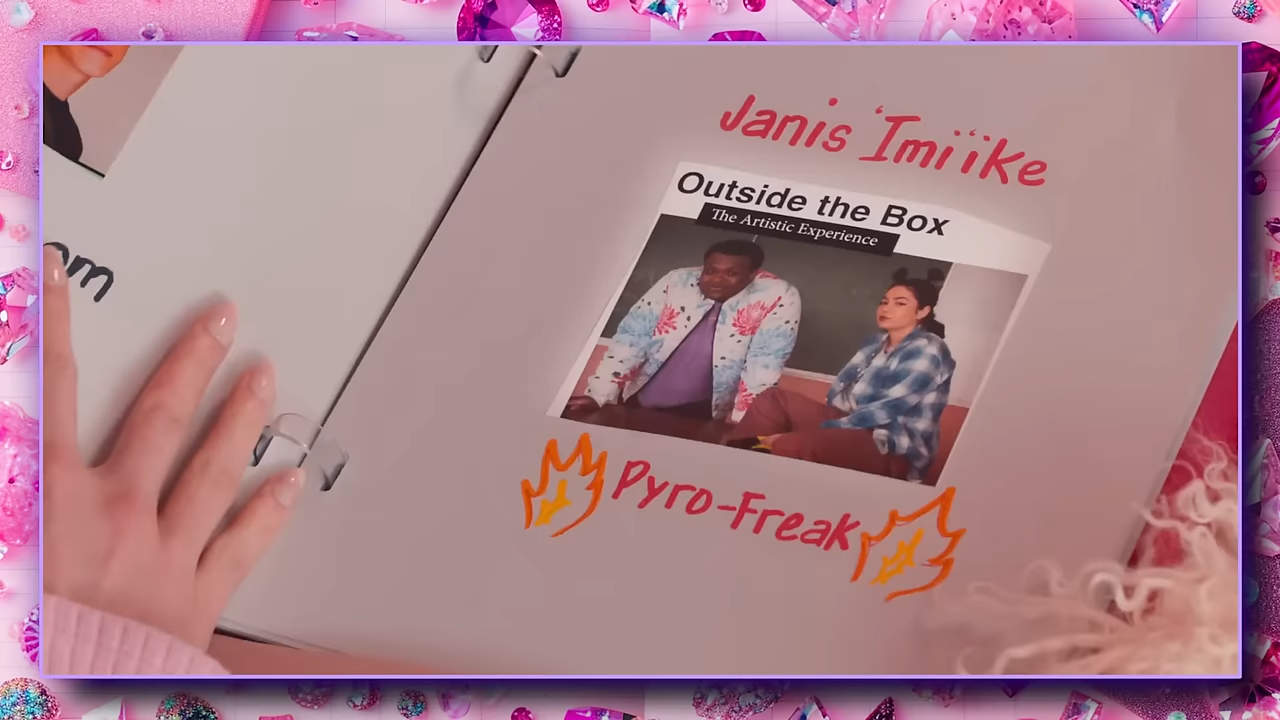 Janis 'Imi'ike
Outside the Box
The Artistic Experience
Pyro-Freak